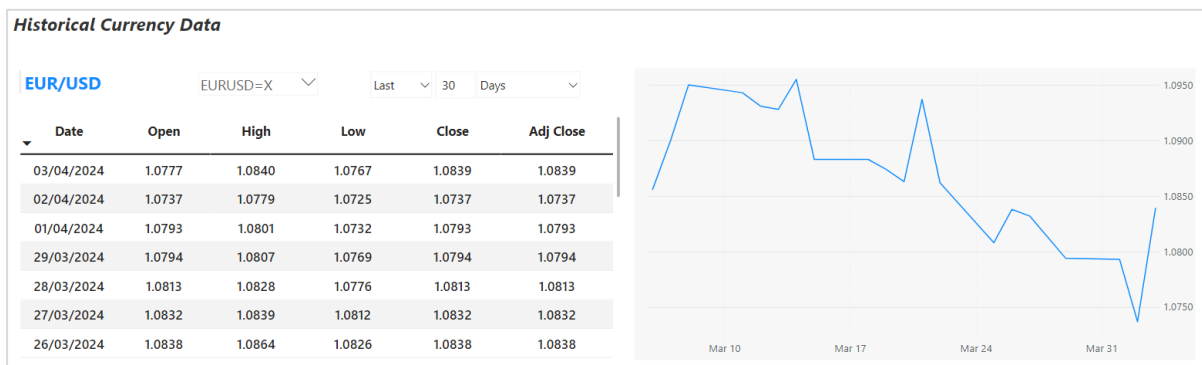 Historical Currency Data
EUR/USD EURUSD=X Last 30 Days
Date Open High Low Close Adj Close
03/04/2024 1.0777 1.0840 1.0767 1.0839 1.0839
02/04/2024 1.0737 1.0779 1.0725 1.0737 1.0737
01/04/2024 1.0793 1.0801 1.0732 1.0793 1.0793
29/03/2024 1.0794 1.0807 1.0769 1.0794 1.0794
28/03/2024 1.0813 1.0828 1.0776 1.0813 1.0813
27/03/2024 1.0832 1.0839 1.0812 1.0832 1.0832
26/03/2024 1.0838 1.0864 1.0826 1.0838 1.0838
1.0950
1.0900
1.0850
1.0800
1.0750
Mar 10 Mar 17 Mar 24 Mar 31